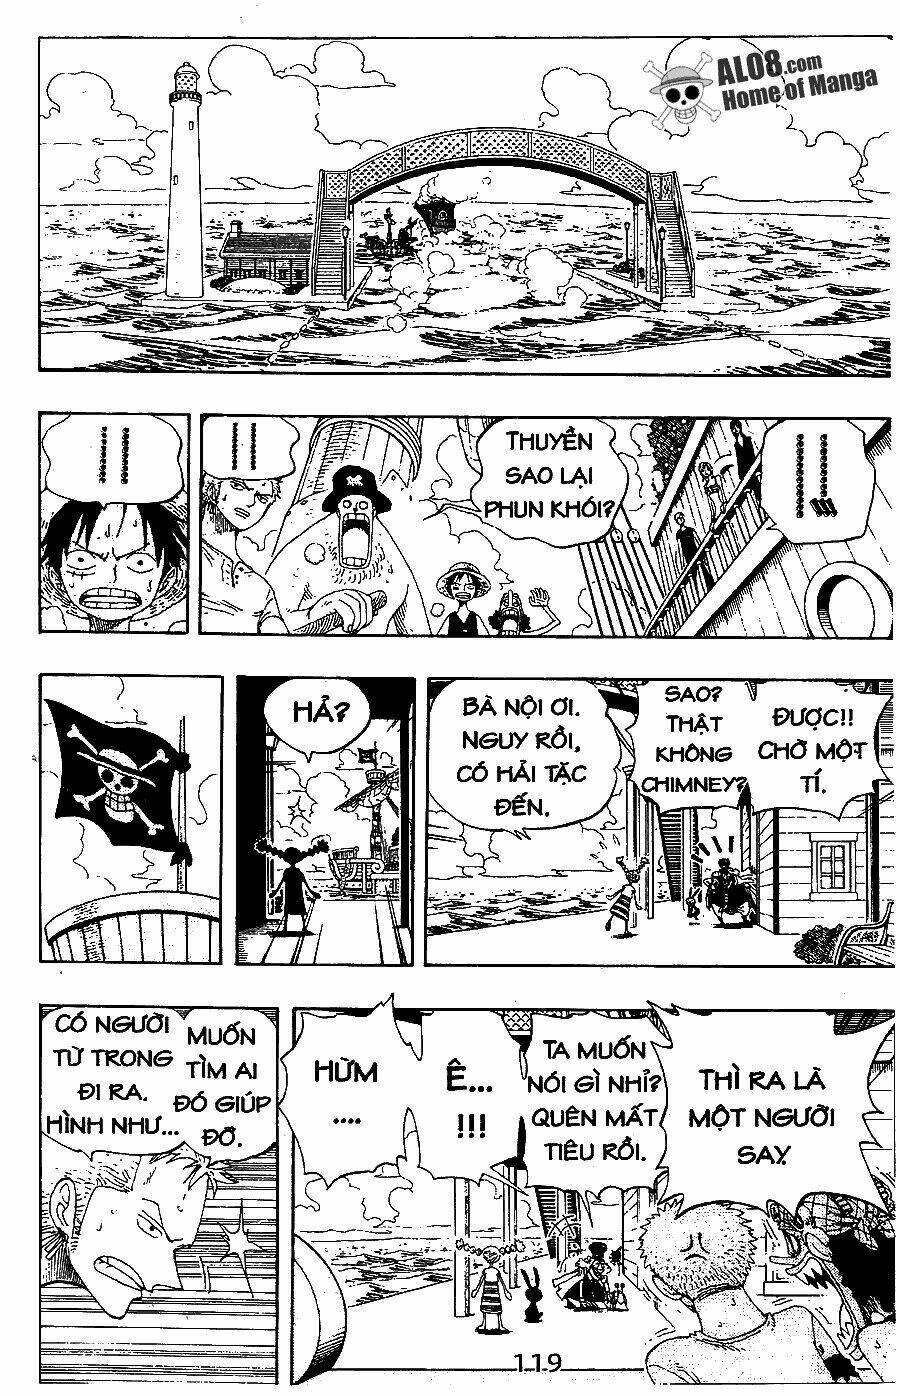 AL08.com
Home of Manga
THUYỀN
SAO LẠI
PHUN KHÓI?
ĐƯỢC!!
CHỜ MỘT
TÍ.
SAO?
THẬT
KHÔNG
CHIMNEY?
BÀ NỘI ƠI.
NGUY RỒI,
CÓ HẢI TẶC
ĐẾN.
HẢ?
THÌ RA LÀ
MỘT NGƯỜI
SAY.
TA MUỐN
NÓI GÌ NHỈ?
QUÊN MẤT
TIÊU RỒI.
Ê...
!!!
HỪM
....
MUỐN
TÌM AI
ĐÓ GIÚP
ĐỠ.
CÓ NGƯỜI
TỪ TRONG
ĐI RA.
HÌNH NHƯ...
119